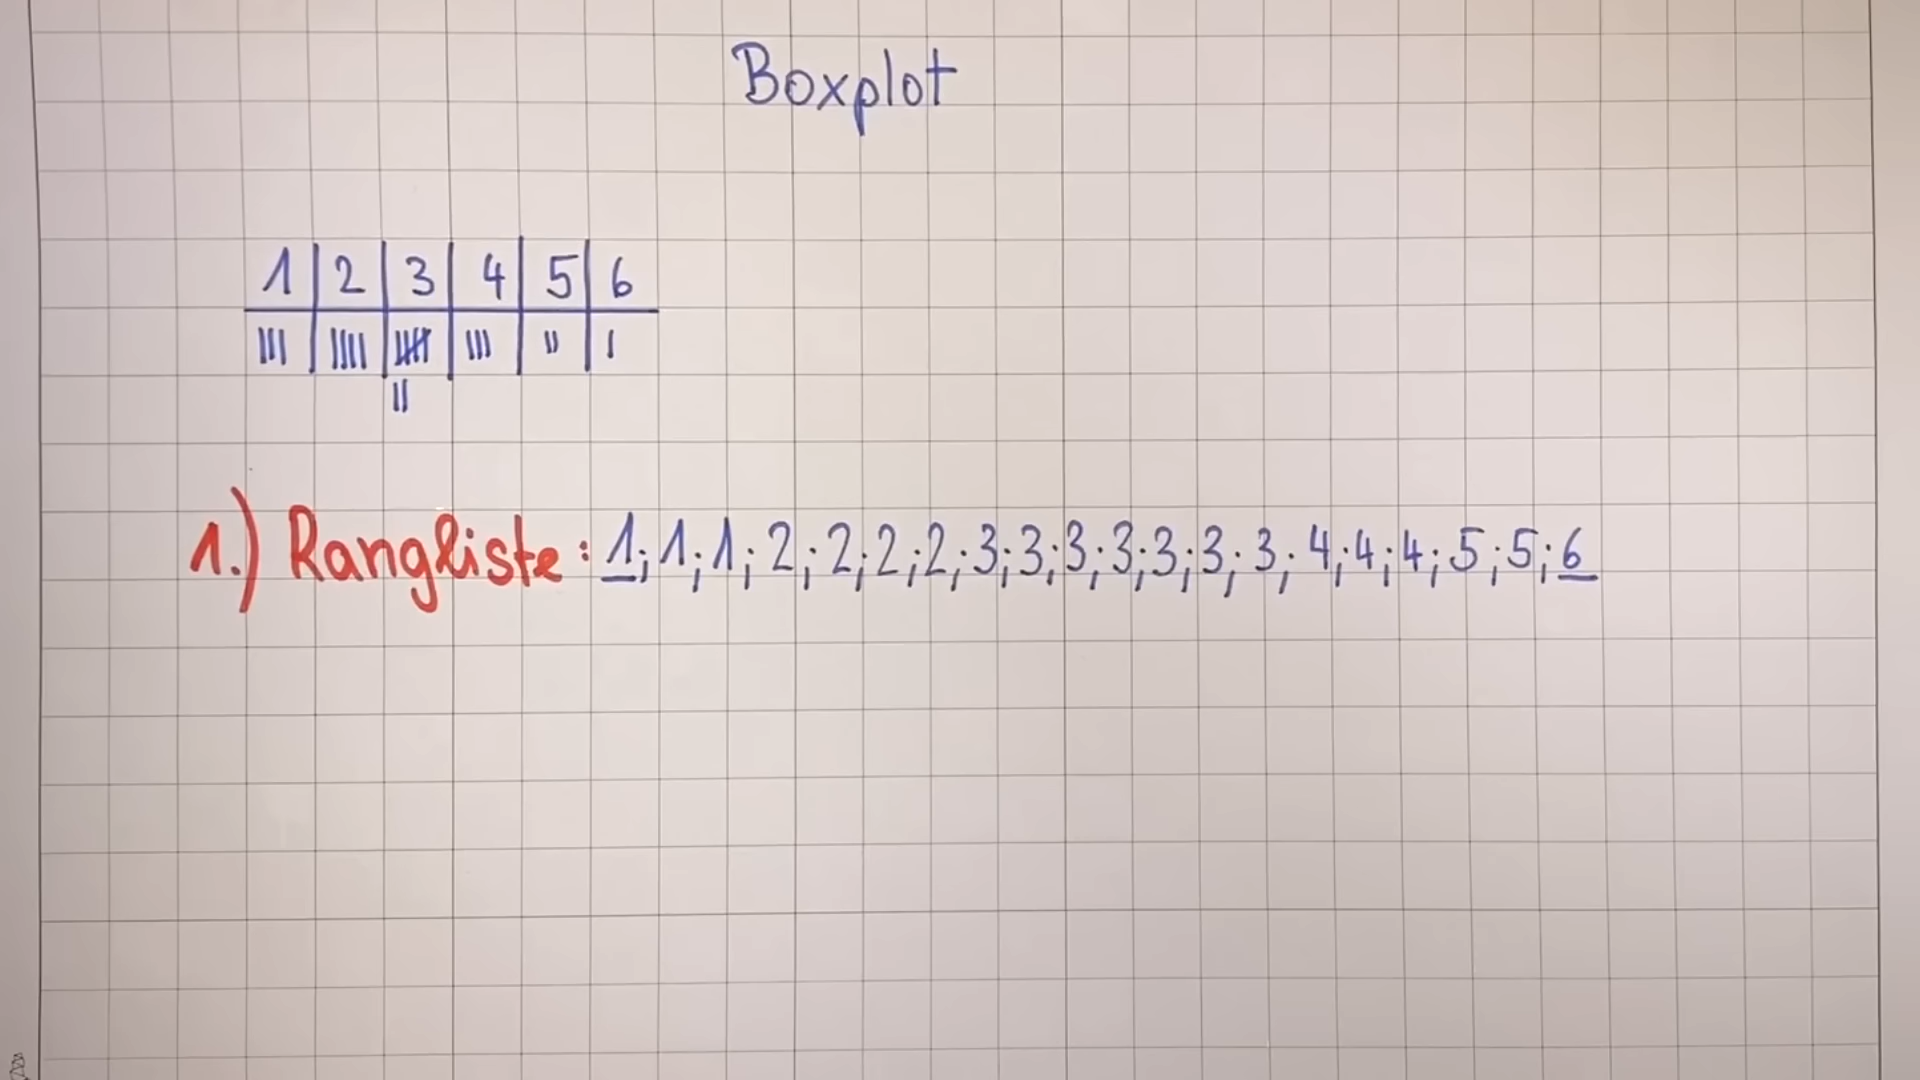 Boxplot
1 2 3 4 5 6
||| |||| |||| || ||| || |
1.) Rangliste: 1; 1; 1; 2; 2; 2; 2; 3; 3; 3; 3; 3; 3; 3; 4; 4; 4; 5; 5; 6